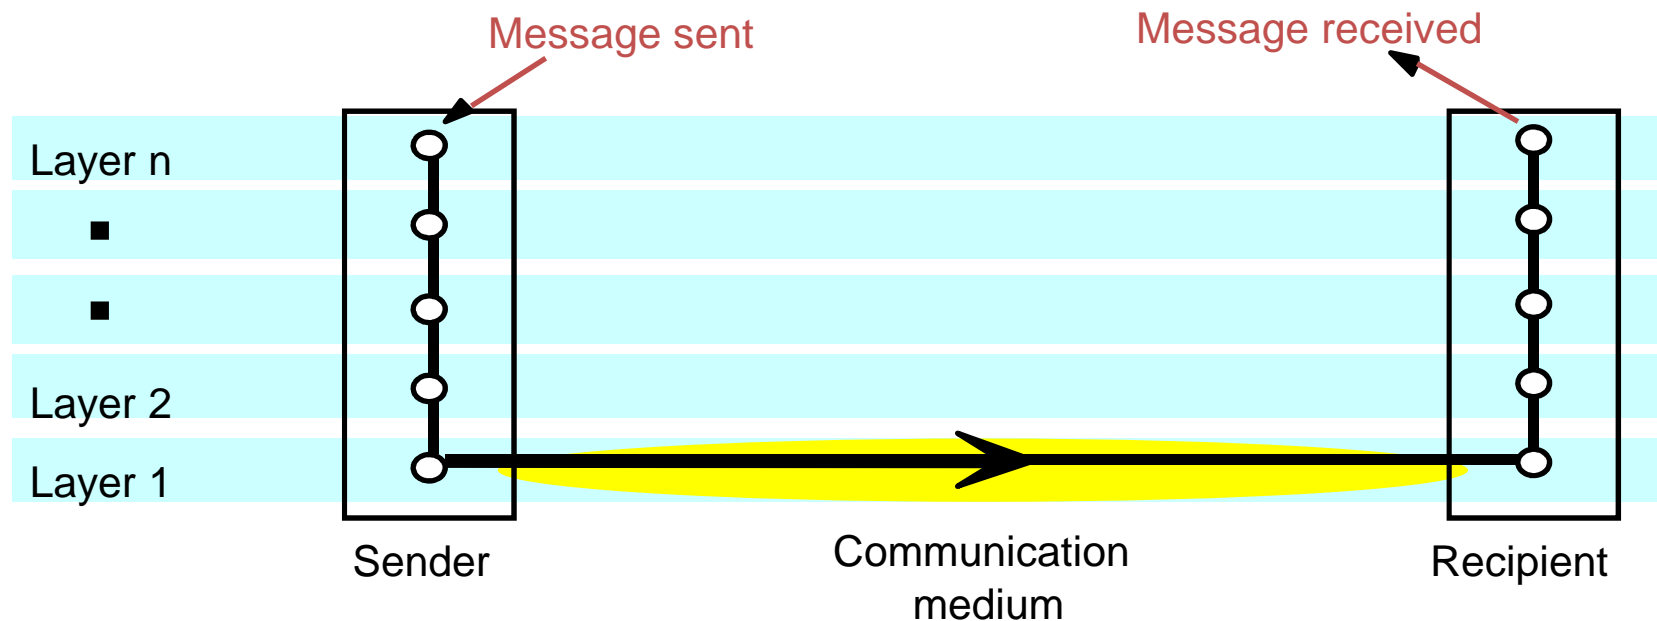 Message sent
Message received
Layer n
Layer 2
Layer 1
Sender
Communication
medium
Recipient